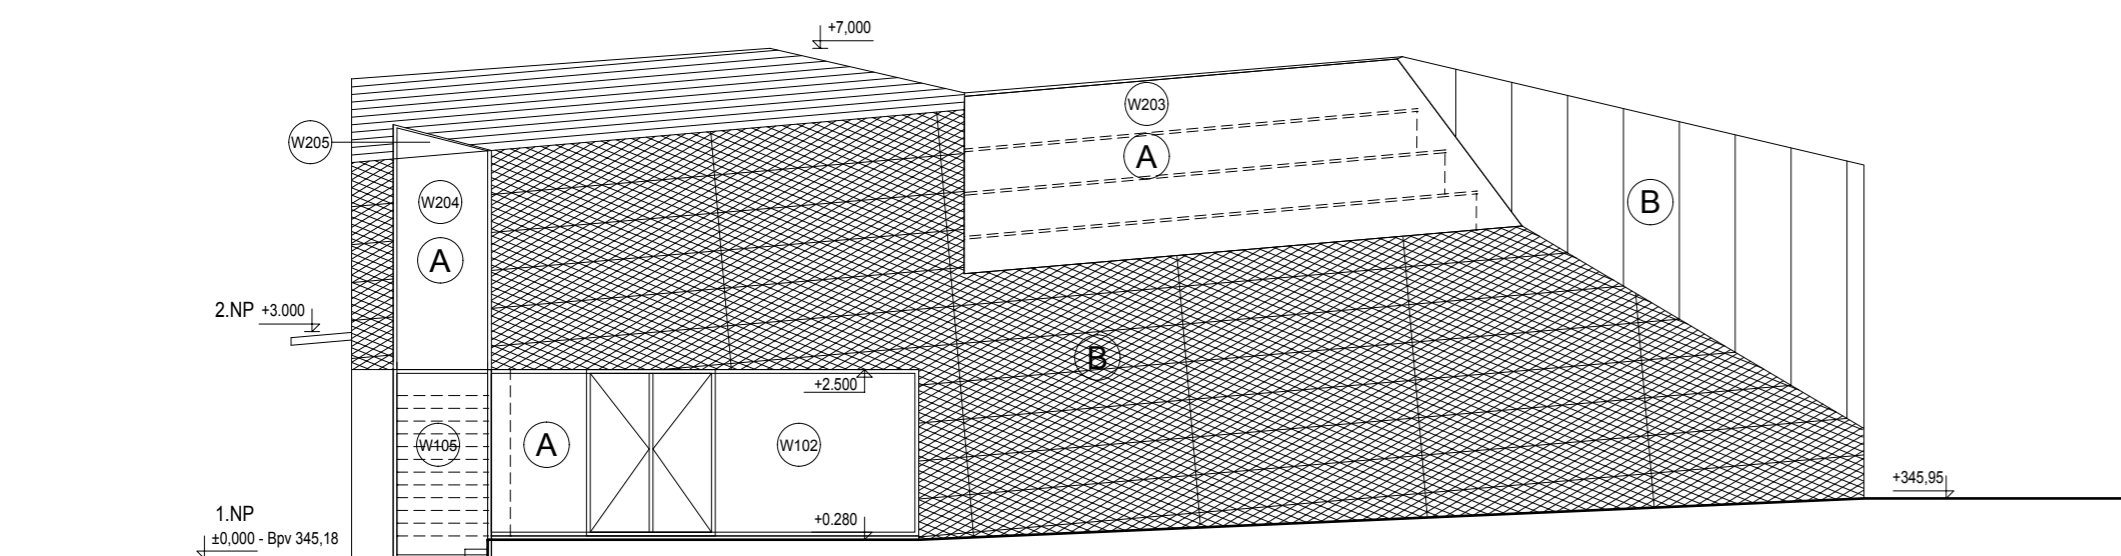 +7,000
W203
W205
A
W204
B
A
2.NP +3.000
B
+2.500
W105
A
W102
+345,95
1.NP
+0.280
±0,000 - Bpv 345,18